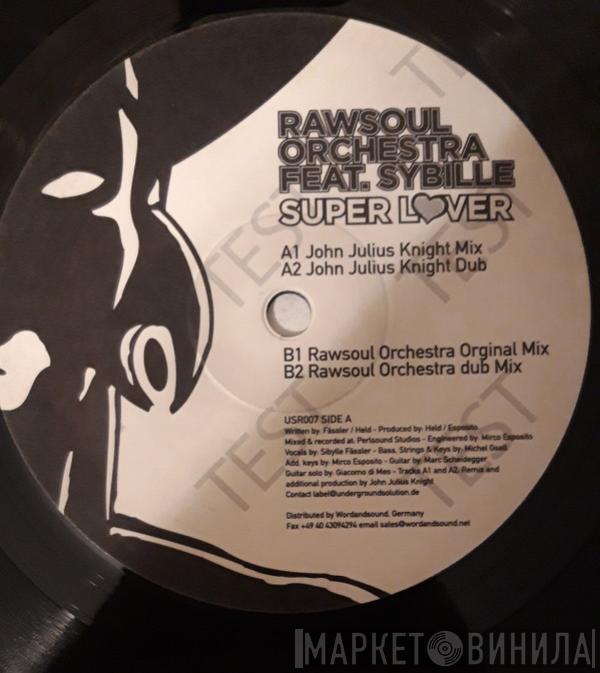 RAWSOUL
ORCHESTRA
FEAT. SYBILLE
SUPER L♥VER
A1 John Julius Knight Mix
A2 John Julius Knight Dub
B1 Rawsoul Orchestra Orginal Mix
B2 Rawsoul Orchestra dub Mix
USR007 SIDE A
Written by: Fässler / Held - Produced by: Held / Esposito
Mixed & recorded at: Perlsound Studios - Engineered by: Mirco Esposito
Vocals by: Sibylle Fässler - Bass, Strings & Keys by: Michel Gsell
Add. keys by: Mirco Esposito - Guitar by: Marc Scheidegger
Guitar solo by: Giacomo di Mes - Tracks A1 and A2: Remix and
additional production by John Julius Knight
Contact label@undergroundsolution.de
Distributed by Wordandsound, Germany
Fax +49 40 43094294 email sales@wordandsound.net
TEST
TEST
TEST
TEST
TEST
МАРКЕТ ВИНИЛА